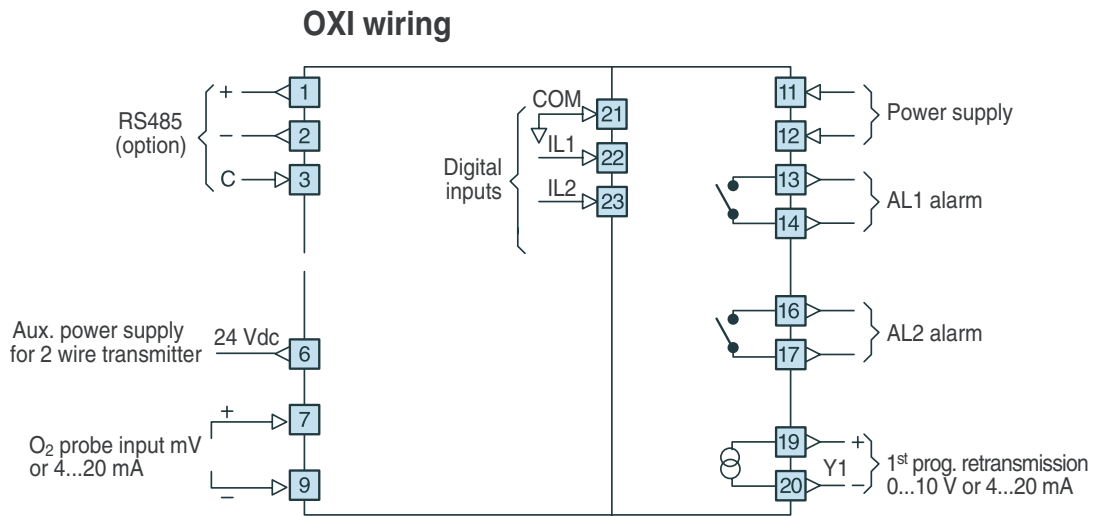 OXI wiring
RS485
(option)
+
1
−
2
C
3
Aux. power supply
for 2 wire transmitter
24 Vdc
6
O2 probe input mV
or 4...20 mA
+
7
−
9
Digital
inputs
COM
21
IL1
22
IL2
23
11
12
Power supply
13
14
AL1 alarm
16
17
AL2 alarm
19
+
20
−
Y1
1st prog. retransmission
0...10 V or 4...20 mA